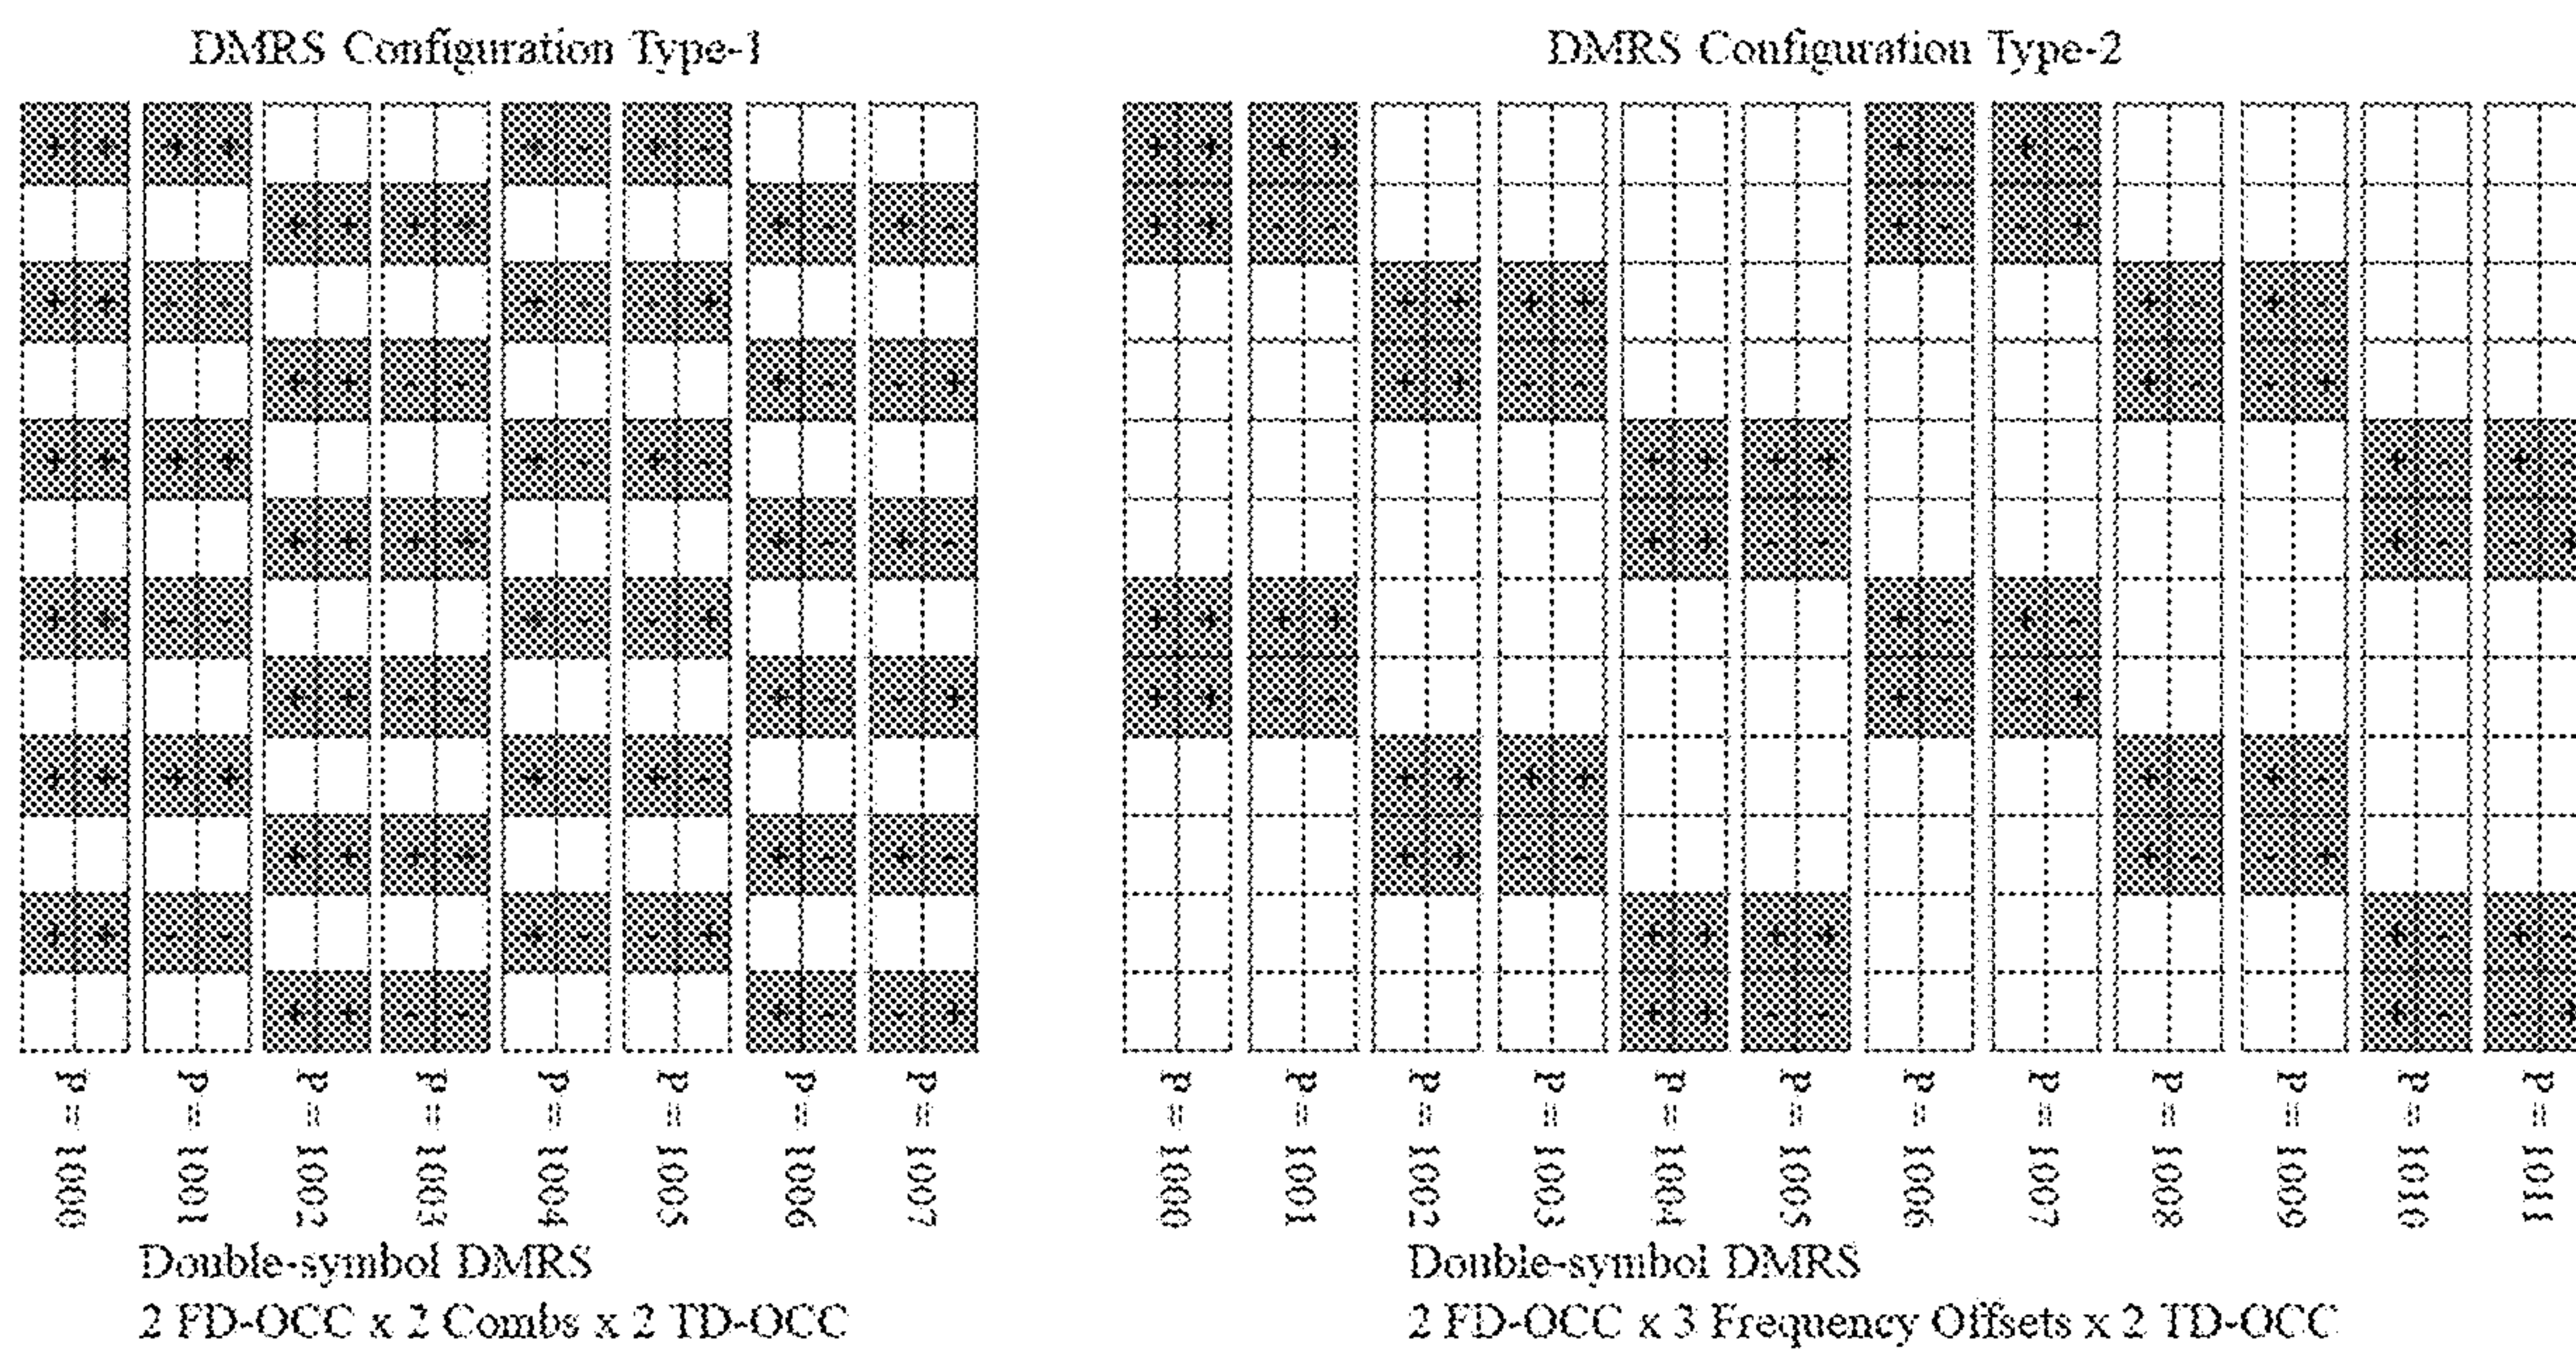 DMRS Configuration Type-1
DMRS Configuration Type-2
p = 1000
p = 1001
p = 1002
p = 1003
p = 1004
p = 1005
p = 1006
p = 1007
p = 1000
p = 1001
p = 1002
p = 1003
p = 1004
p = 1005
p = 1006
p = 1007
p = 1008
p = 1009
p = 1010
p = 1011
Double-symbol DMRS
2 FD-OCC x 2 Combs x 2 TD-OCC
Double-symbol DMRS
2 FD-OCC x 3 Frequency Offsets x 2 TD-OCC